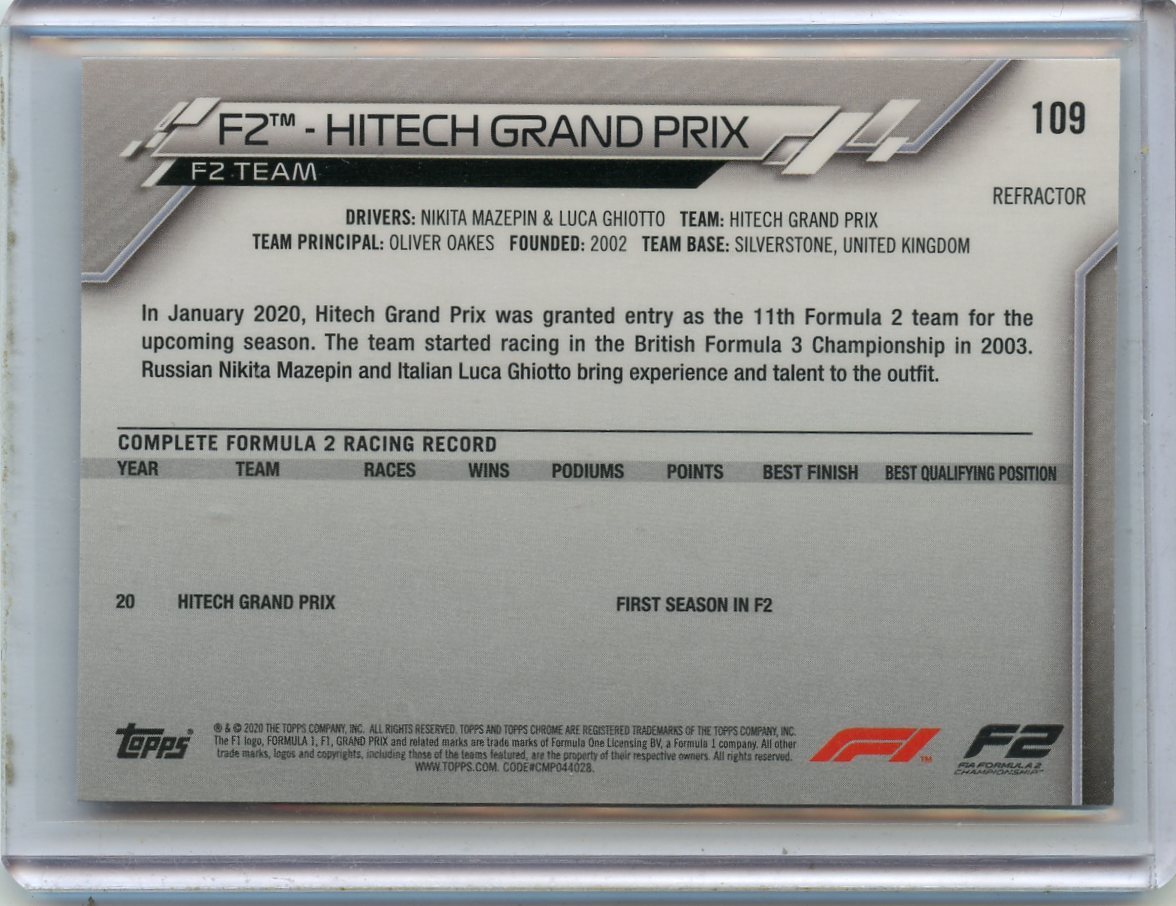 F2™ - HITECH GRAND PRIX
109
F2 TEAM
REFRACTOR
DRIVERS: NIKITA MAZEPIN & LUCA GHIOTTO TEAM: HITECH GRAND PRIX
TEAM PRINCIPAL: OLIVER OAKES FOUNDED: 2002 TEAM BASE: SILVERSTONE, UNITED KINGDOM
In January 2020, Hitech Grand Prix was granted entry as the 11th Formula 2 team for the
upcoming season. The team started racing in the British Formula 3 Championship in 2003.
Russian Nikita Mazepin and Italian Luca Ghiotto bring experience and talent to the outfit.
COMPLETE FORMULA 2 RACING RECORD
YEAR TEAM RACES WINS PODIUMS POINTS BEST FINISH BEST QUALIFYING POSITION
20 HITECH GRAND PRIX FIRST SEASON IN F2
topps®
® & © 2020 THE TOPPS COMPANY, INC. ALL RIGHTS RESERVED. TOPPS AND TOPPS CHROME ARE REGISTERED TRADEMARKS OF THE TOPPS COMPANY, INC.
The F1 logo, FORMULA 1, F1, GRAND PRIX and related marks are trade marks of Formula One Licensing BV, a Formula 1 company. All other
trade marks, logos and copyrights, including those of the teams featured, are the property of their respective owners. All rights reserved.
WWW.TOPPS.COM. CODE#CMP044028.
F1™
F2
FIA FORMULA 2
CHAMPIONSHIP™